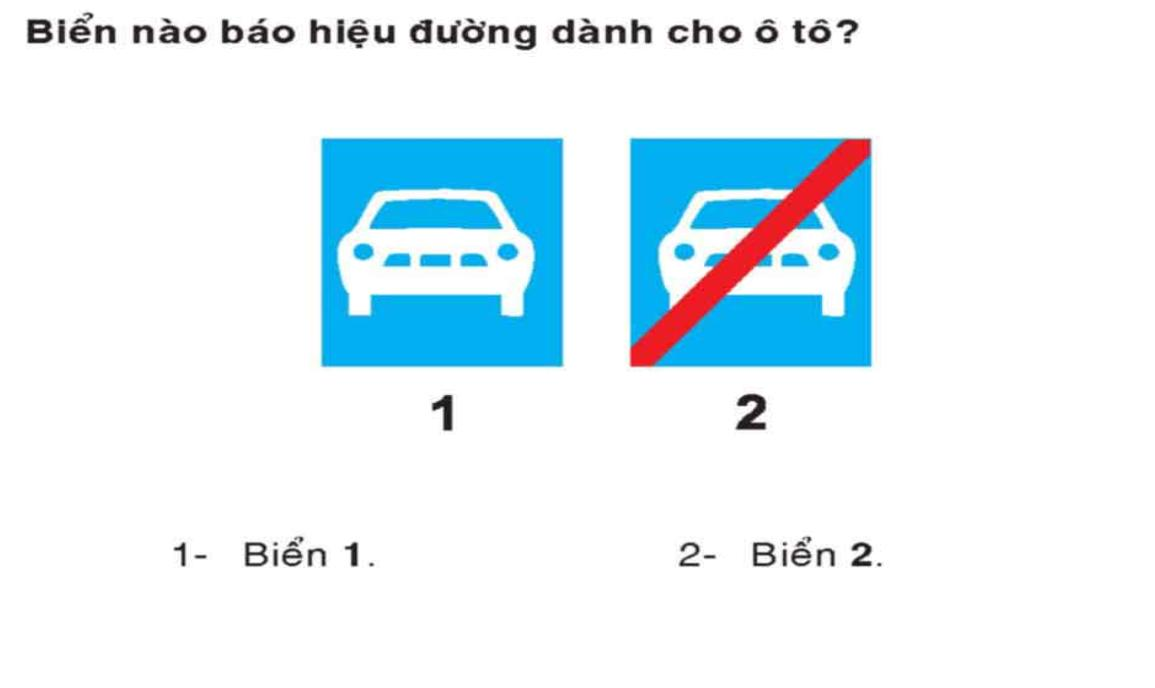 Biển nào báo hiệu đường dành cho ô tô?
1 2
1- Biển 1. 2- Biển 2.